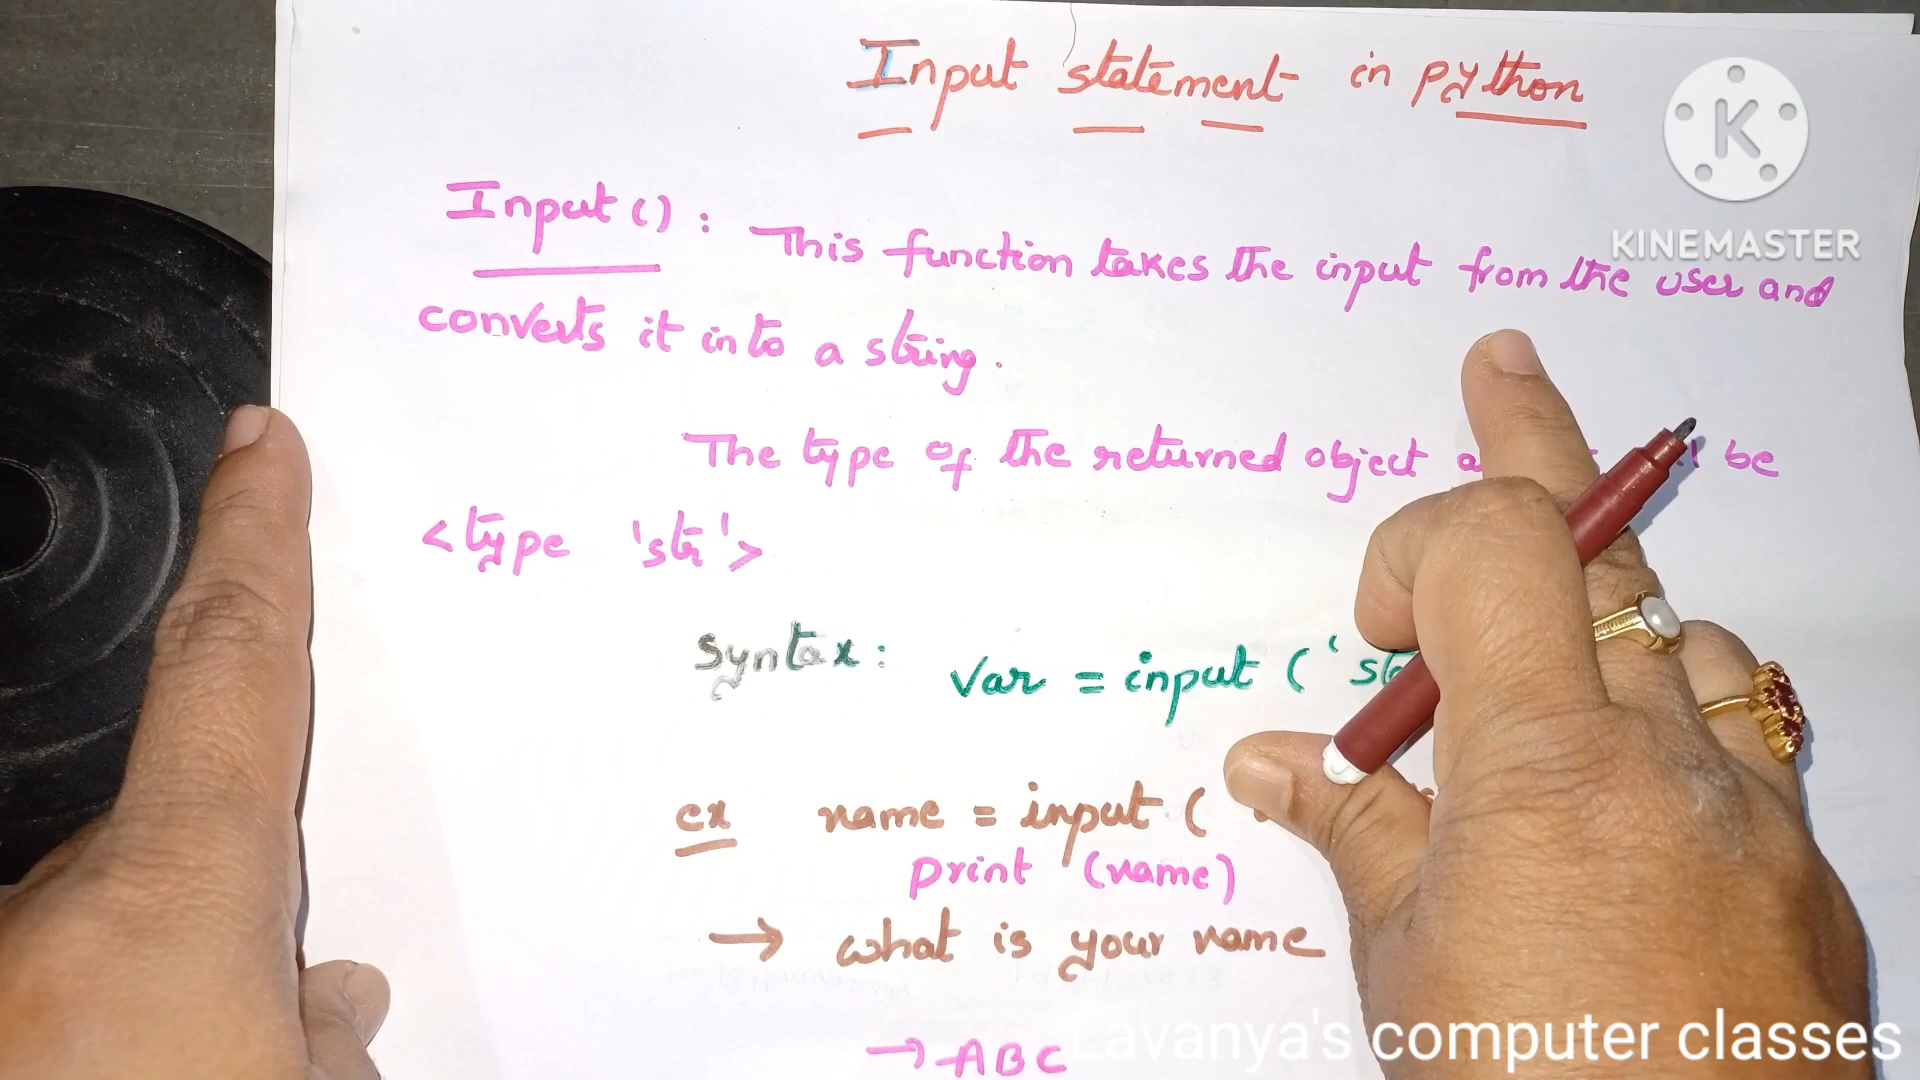 Input statement in python
KINEMASTER
Input() : This function takes the input from the user and
converts it into a string.
The type of the returned object be
<type 'str'>
Syntax : Var = input ('st
ex name = input (
print (name)
→ what is your name
→ ABC
Lavanya's computer classes